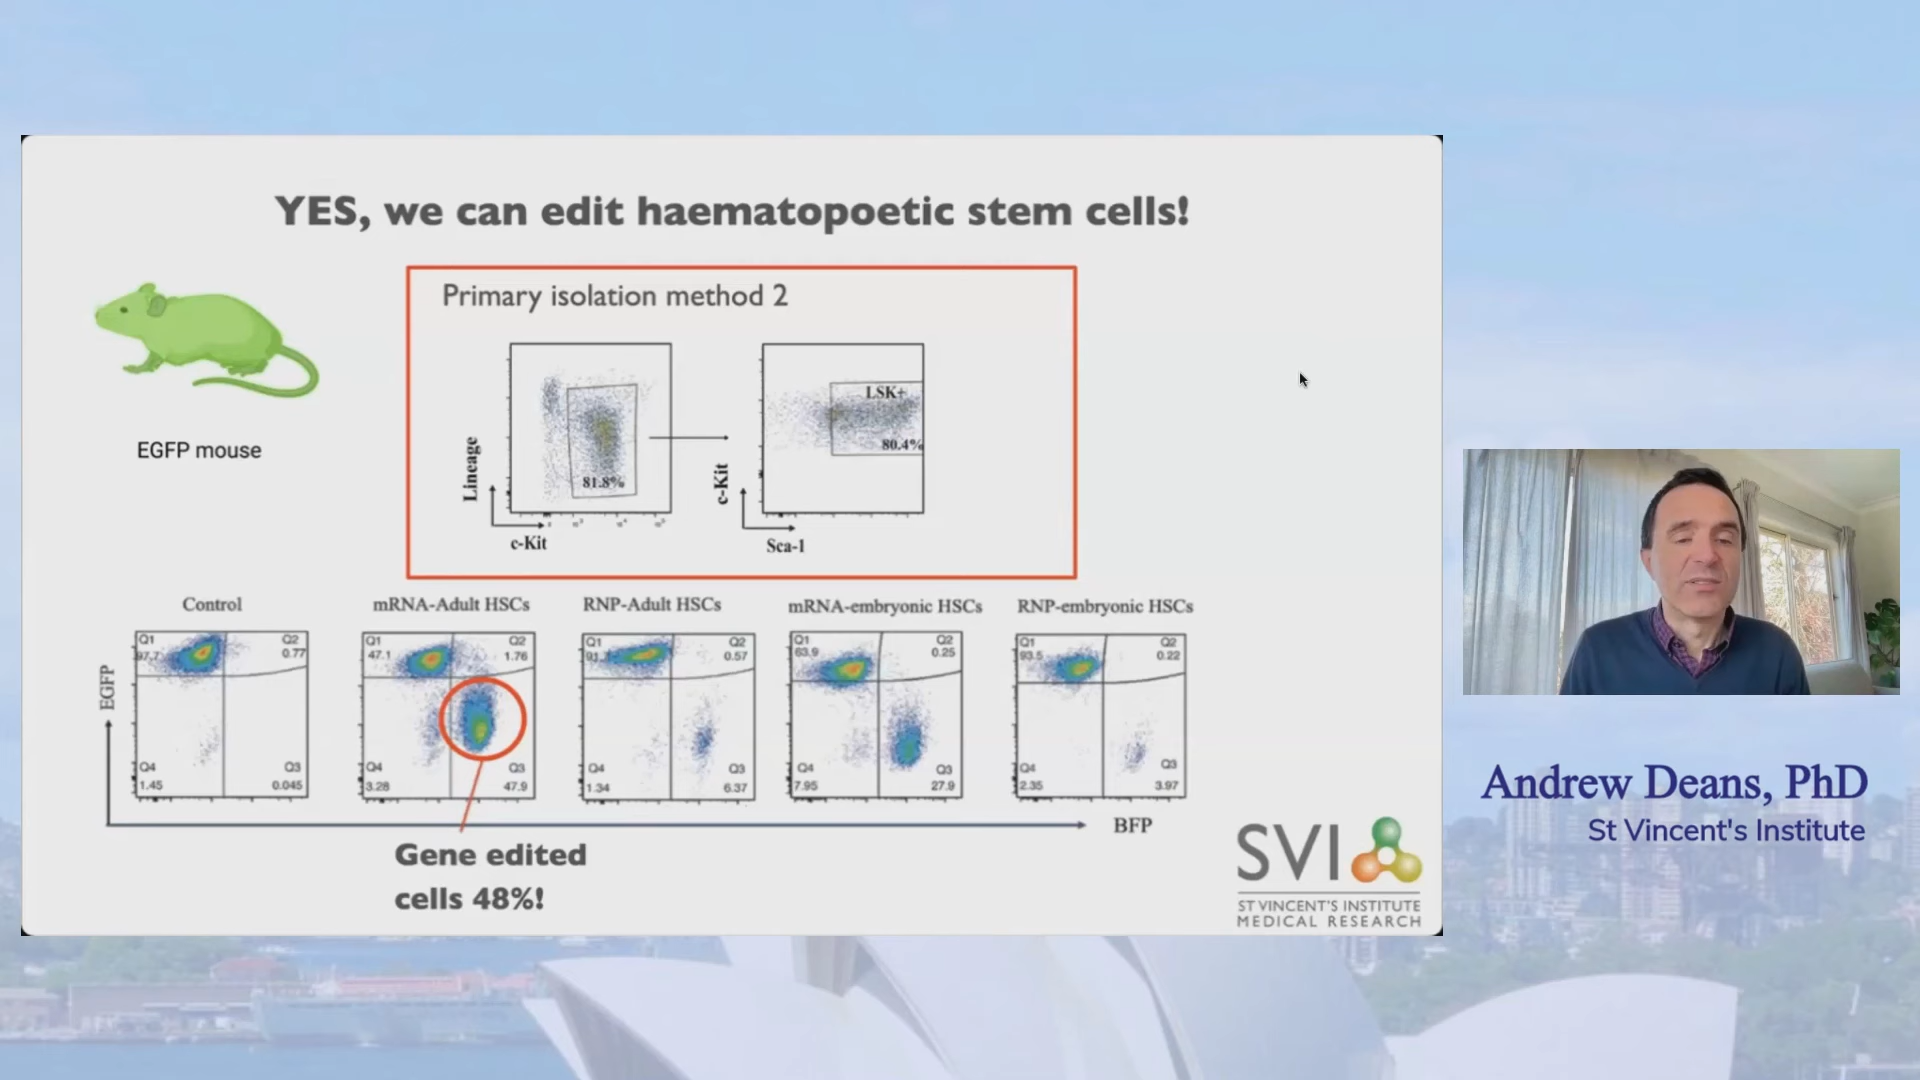 YES, we can edit haematopoetic stem cells!
Primary isolation method 2
EGFP mouse
Lineage
81.8%
c-Kit
c-Kit
LSK+
80.4%
Sca-1
Control
mRNA-Adult HSCs
RNP-Adult HSCs
mRNA-embryonic HSCs
RNP-embryonic HSCs
EGFP
Q1
97.7
Q2
0.77
Q4
1.45
Q3
0.045
Q1
47.1
Q2
1.76
Q4
3.28
Q3
47.9
Q1
Q2
0.57
Q4
1.34
Q3
6.37
Q1
63.9
Q2
0.25
Q4
7.95
Q3
27.9
Q1
93.5
Q2
0.22
Q4
2.35
Q3
3.97
BFP
Gene edited
cells 48%!
SVI
ST VINCENT'S INSTITUTE
MEDICAL RESEARCH
Andrew Deans, PhD
St Vincent's Institute